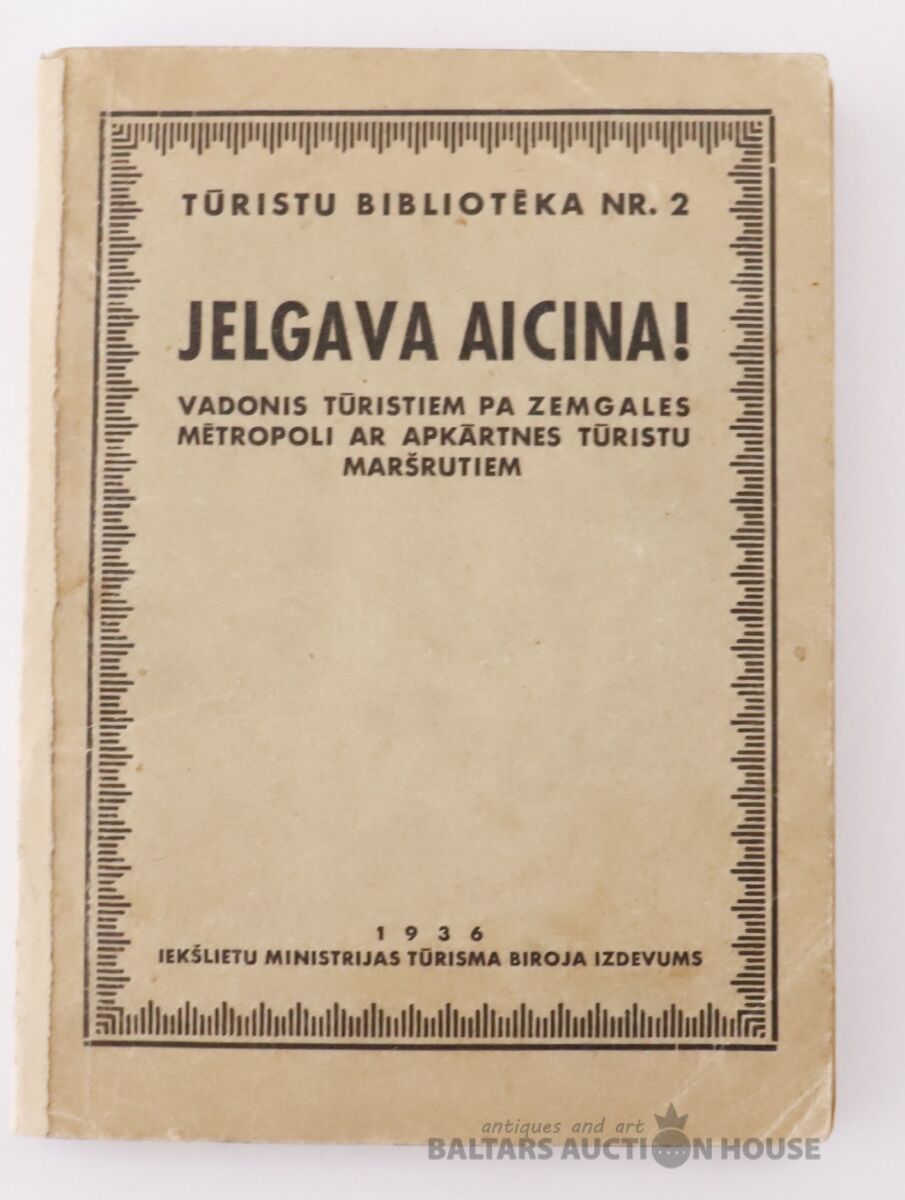 TŪRISTU BIBLIOTĒKA NR. 2
JELGAVA AICINA!
VADONIS TŪRISTIEM PA ZEMGALES
MĒTROPOLI AR APKĀRTNES TŪRISTU
MARŠRUTIEM
1936
IEKŠLIETU MINISTRIJAS TŪRISMA BIROJA IZDEVUMS
antiques and art
BALTARS AUCTION HOUSE